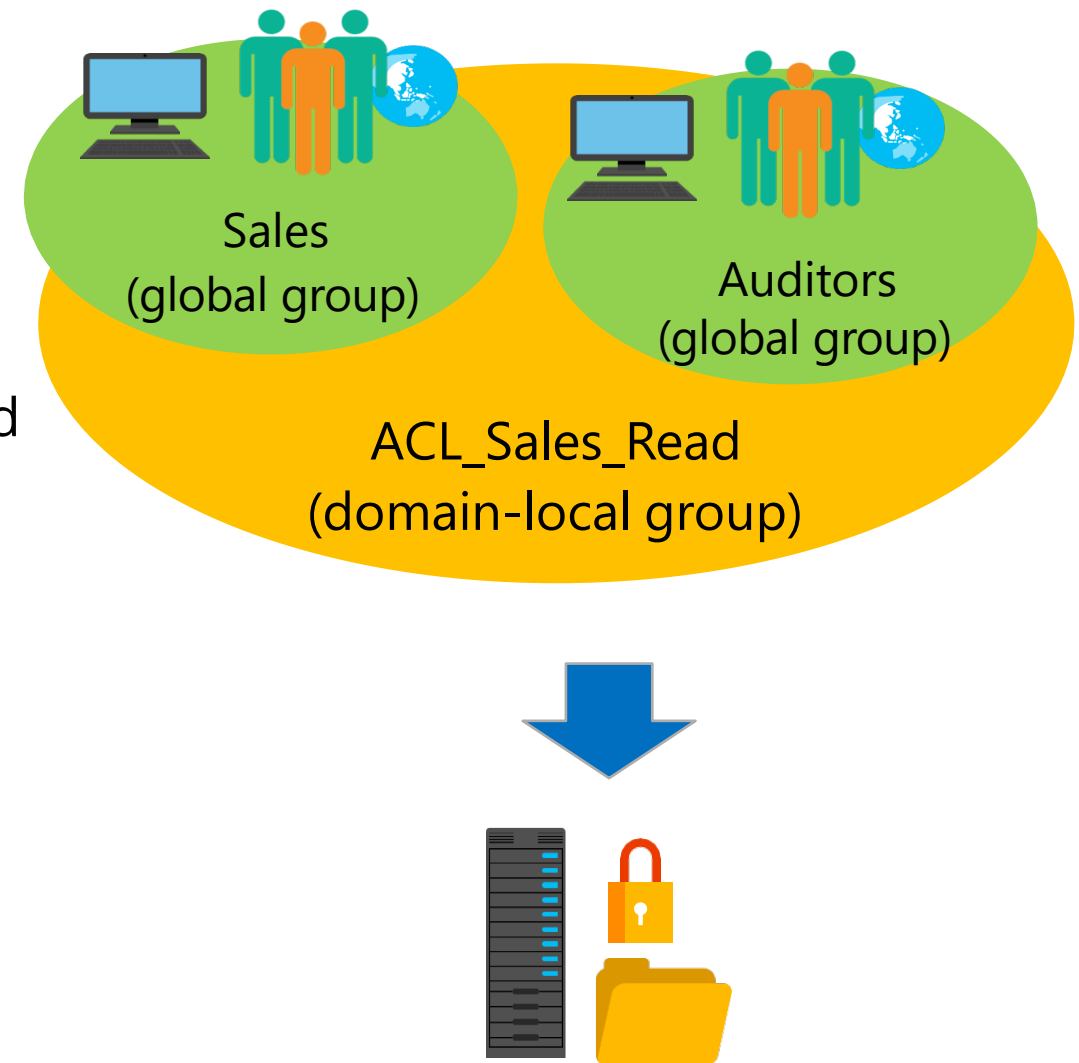 Sales
(global group)
Auditors
(global group)
d
ACL_Sales_Read
(domain-local group)